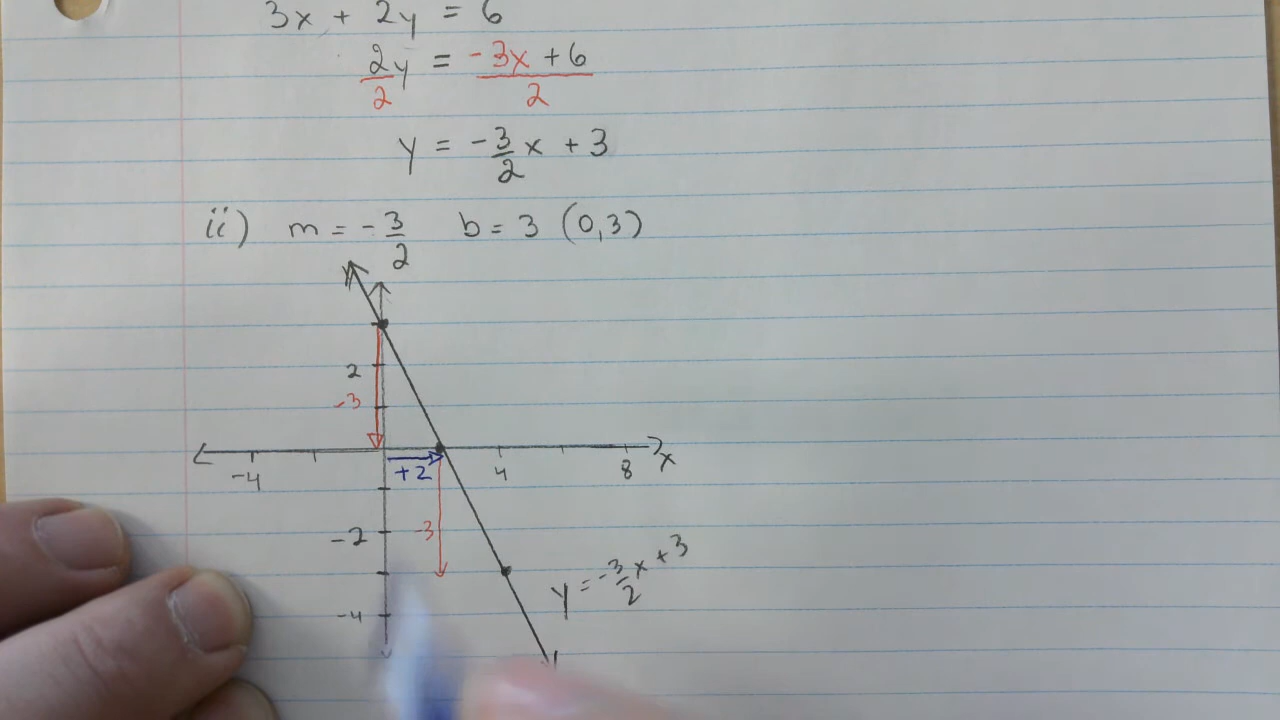 3x + 2y = 6
2y/2 = -3x + 6/2
y = -3/2 x + 3
ii) m = -3/2 b = 3 (0,3)
y
2
-3
-4 +2 4 8 x
-2 -3
y = -3/2 x + 3
-4